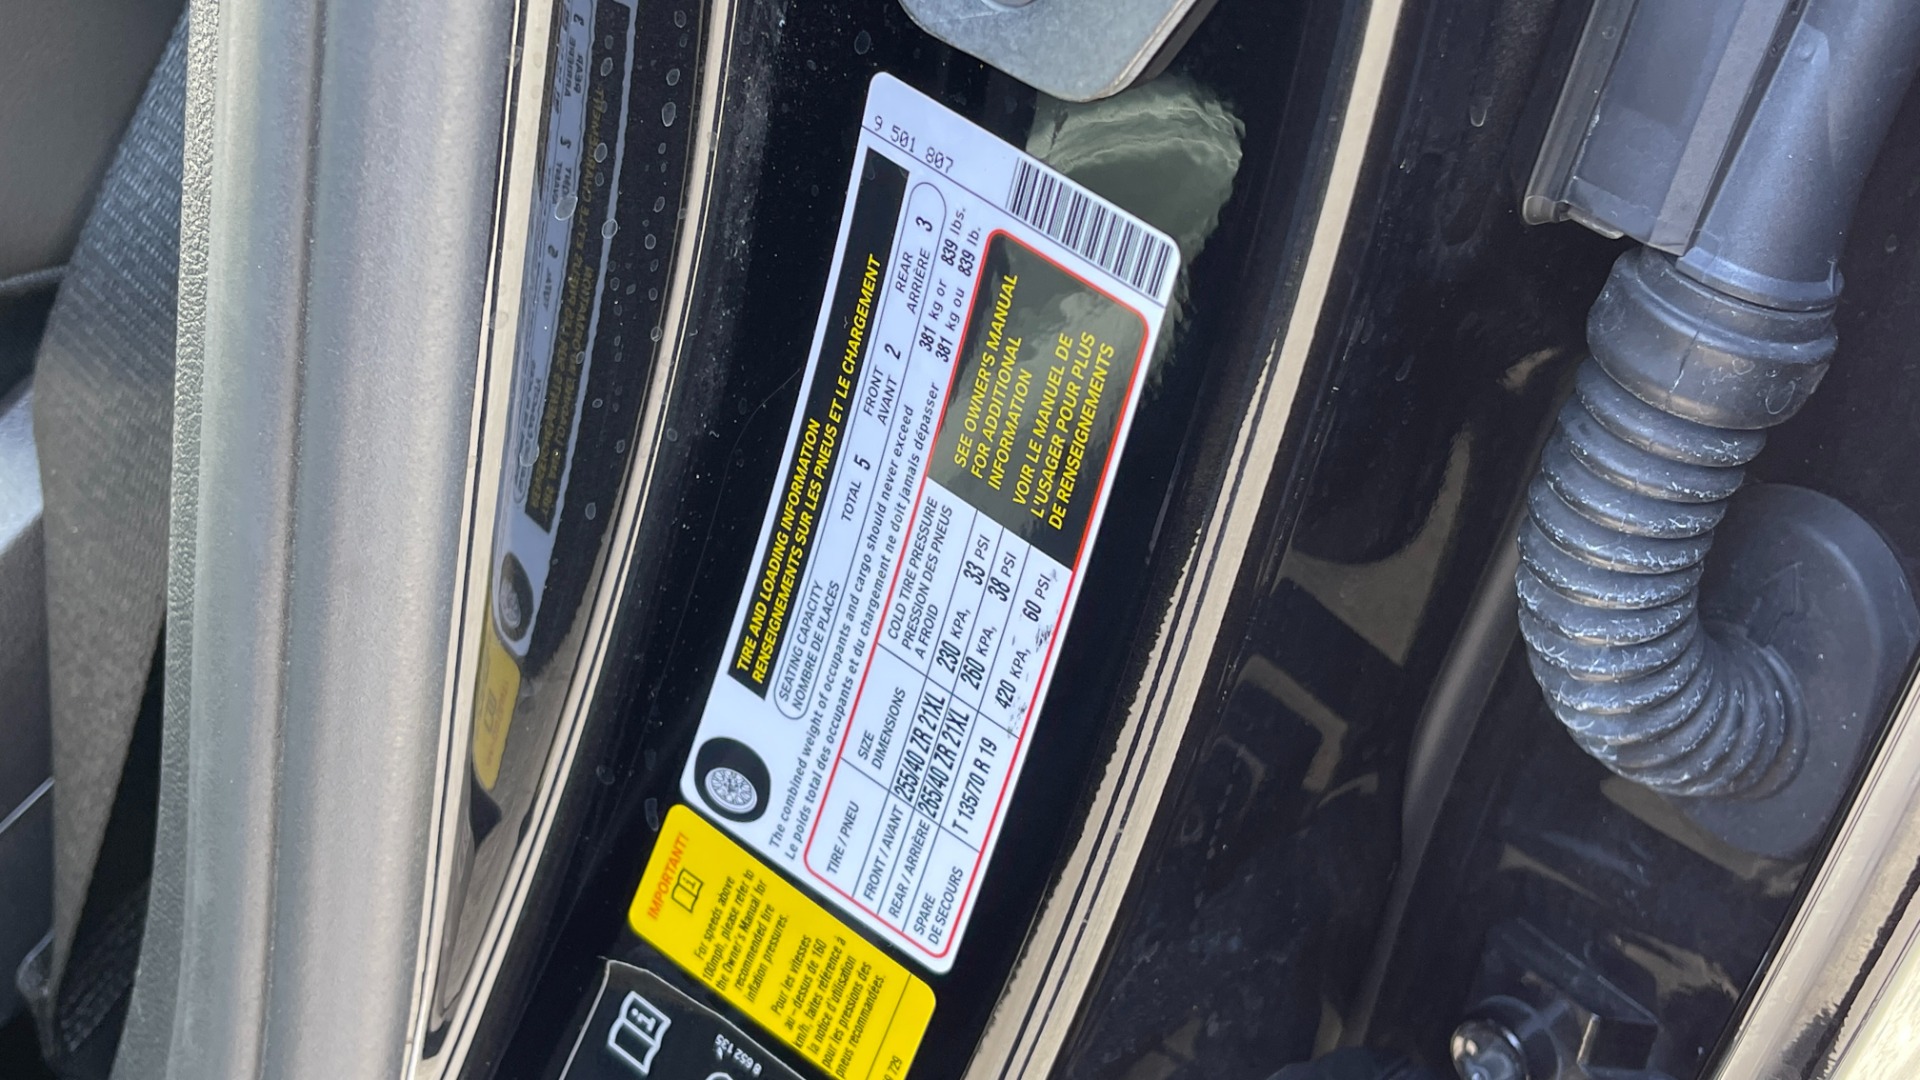 9 501 807
TIRE AND LOADING INFORMATION
RENSEIGNEMENTS SUR LES PNEUS ET LE CHARGEMENT
SEATING CAPACITY
NOMBRE DE PLACES
TOTAL 5
FRONT
AVANT 2
REAR
ARRIÈRE 3
The combined weight of occupants and cargo should never exceed 381 kg or 839 lbs.
Le poids total des occupants et du chargement ne doit jamais dépasser 381 kg ou 839 lb.
TIRE / PNEU
SIZE
DIMENSIONS
COLD TIRE PRESSURE
PRESSION DES PNEUS
A FROID
FRONT / AVANT 255/40 ZR 21XL 230 KPA, 33 PSI
REAR / ARRIÈRE 265/40 ZR 21XL 260 KPA, 38 PSI
SPARE
DE SECOURS
T 135/70 R 19 420 KPA, 60 PSI.
SEE OWNER'S MANUAL
FOR ADDITIONAL
INFORMATION
VOIR LE MANUEL DE
L'USAGER POUR PLUS
DE RENSEIGNEMENTS
IMPORTANT!
For speeds above
100mph, please refer to
the Owner's Manual for
recommended tire
inflation pressures.
Pour les vitesses
au-dessus de 160
km/h, faites référence à
la notice d'utilisation
pour les pressions des
pneus recommandées.
729
8 652 135